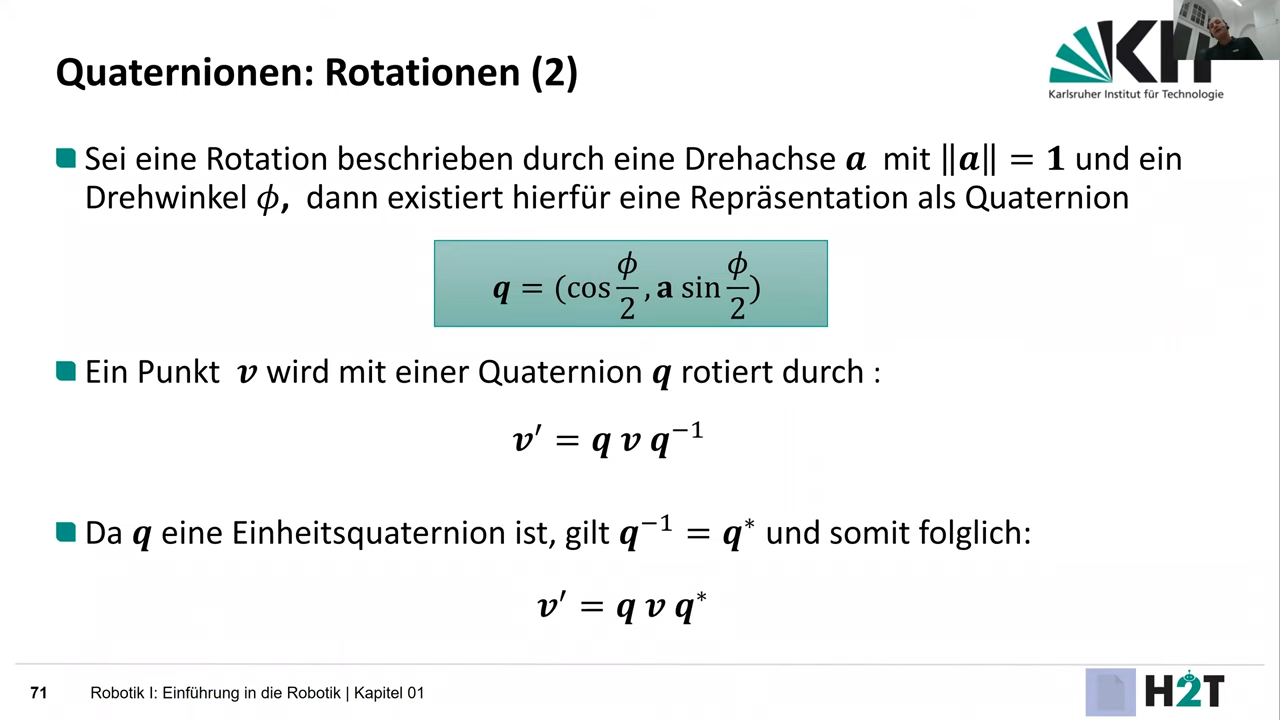 Quaternionen: Rotationen (2)
KIT
Karlsruher Institut für Technologie
Sei eine Rotation beschrieben durch eine Drehachse a mit ‖a‖ = 1 und ein
Drehwinkel ϕ, dann existiert hierfür eine Repräsentation als Quaternion
q = (cos ϕ/2 , a sin ϕ/2)
Ein Punkt v wird mit einer Quaternion q rotiert durch :
v′ = q v q⁻¹
Da q eine Einheitsquaternion ist, gilt q⁻¹ = q* und somit folglich:
v′ = q v q*
71 Robotik I: Einführung in die Robotik | Kapitel 01
H2T